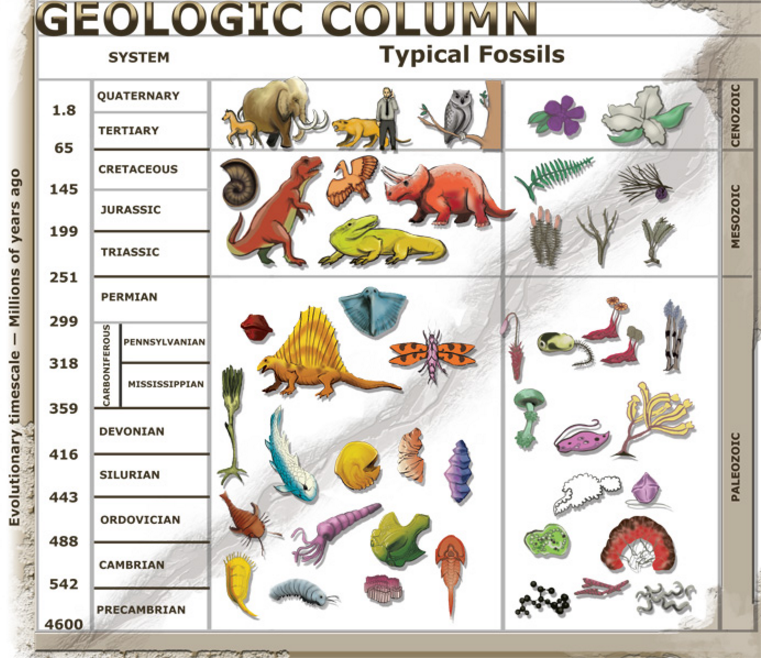 GEOLOGIC COLUMN
SYSTEM
Typical Fossils
Evolutionary timescale — Millions of years ago
QUATERNARY
1.8
TERTIARY
65
CRETACEOUS
145
JURASSIC
199
TRIASSIC
251
PERMIAN
299
CARBONIFEROUS
PENNSYLVANIAN
318
MISSISSIPPIAN
359
DEVONIAN
416
SILURIAN
443
ORDOVICIAN
488
CAMBRIAN
542
PRECAMBRIAN
4600
CENOZOIC
MESOZOIC
PALEOZOIC